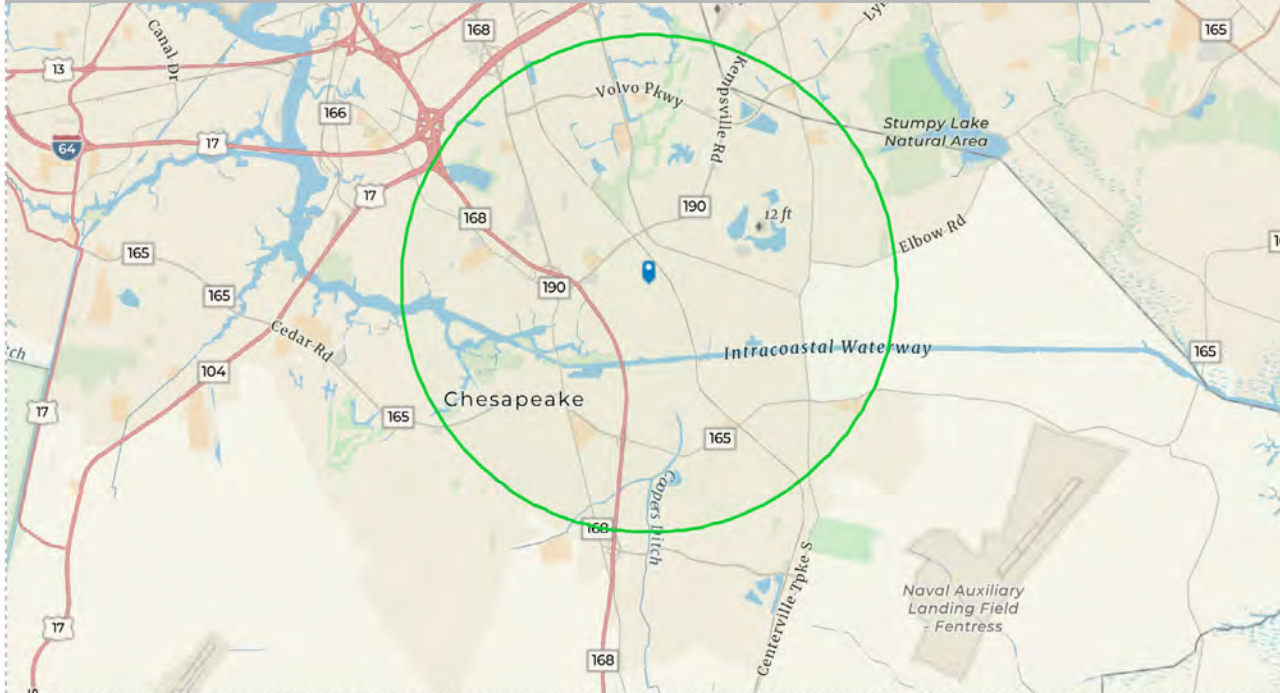 168
165
Canal Dr
13
Kempsville Rd
Volvo Pkwy
166
Stumpy Lake
Natural Area
17
64
17
190
12 ft
168
Elbow Rd
165
190
165
Cedar Rd
Intracoastal Waterway
165
104
Chesapeake
17
165
165
Coopers Ditch
168
Centerville Tpke S
Naval Auxiliary
Landing Field
- Fentress
17
168